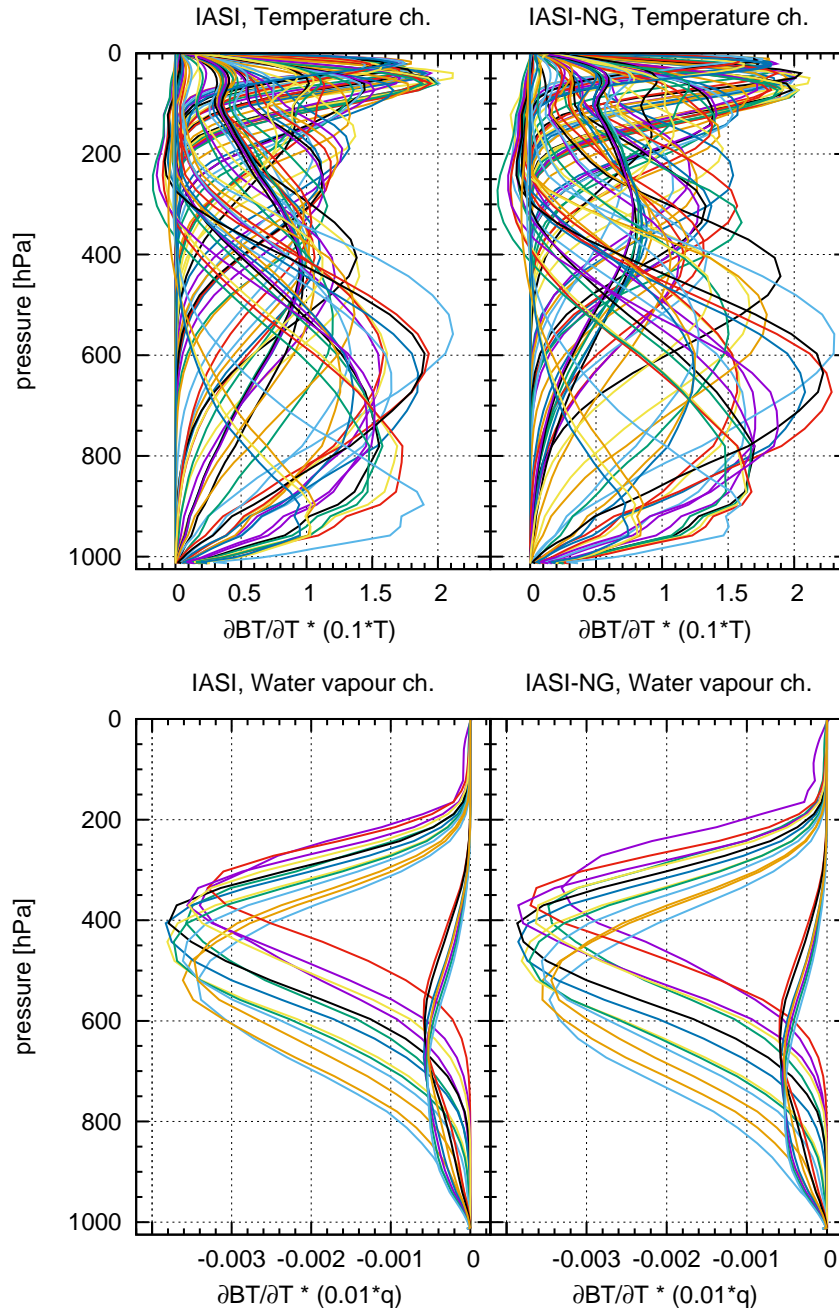 IASI, Temperature ch.
IASI-NG, Temperature ch.
0
200
400
600
800
1000
pressure [hPa]
0 0.5 1 1.5 2
0 0.5 1 1.5 2
∂BT/∂T * (0.1*T)
∂BT/∂T * (0.1*T)
IASI, Water vapour ch.
IASI-NG, Water vapour ch.
0
200
400
600
800
1000
pressure [hPa]
-0.003 -0.002 -0.001 0
-0.003 -0.002 -0.001 0
∂BT/∂T * (0.01*q)
∂BT/∂T * (0.01*q)